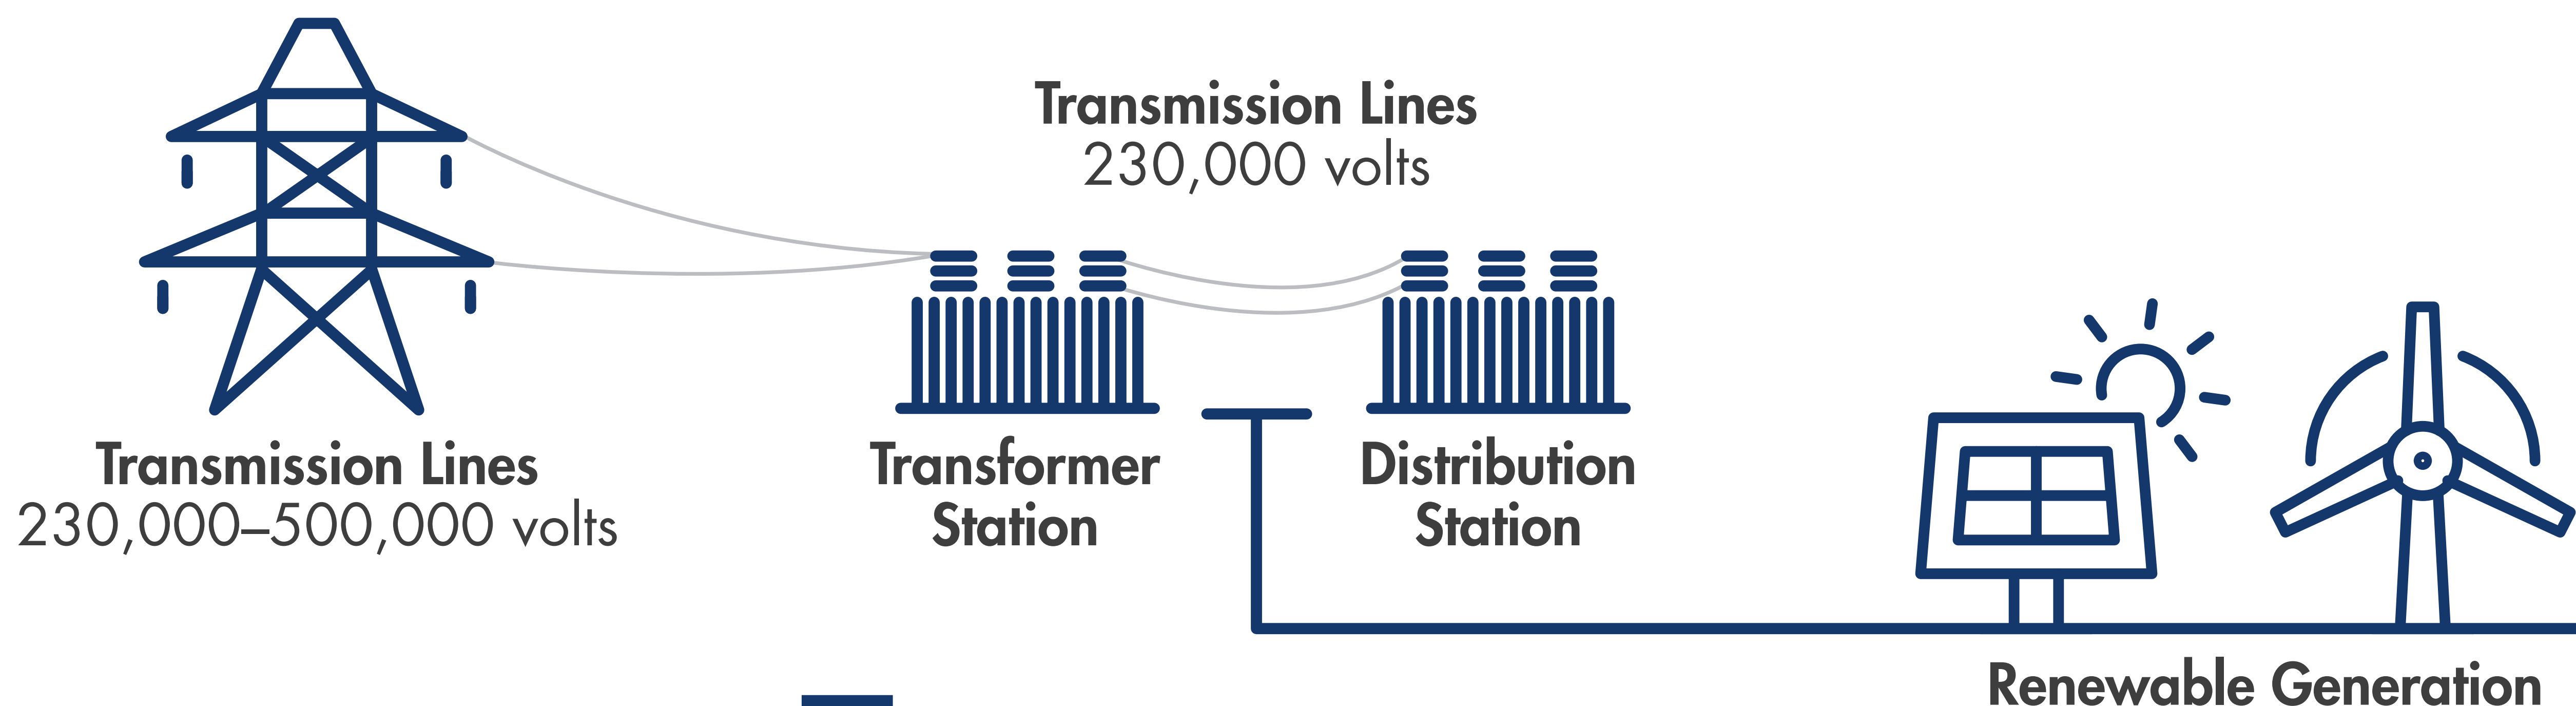 Transmission Lines
230,000 volts
Transmission Lines
230,000–500,000 volts
Transformer
Station
Distribution
Station
Renewable Generation